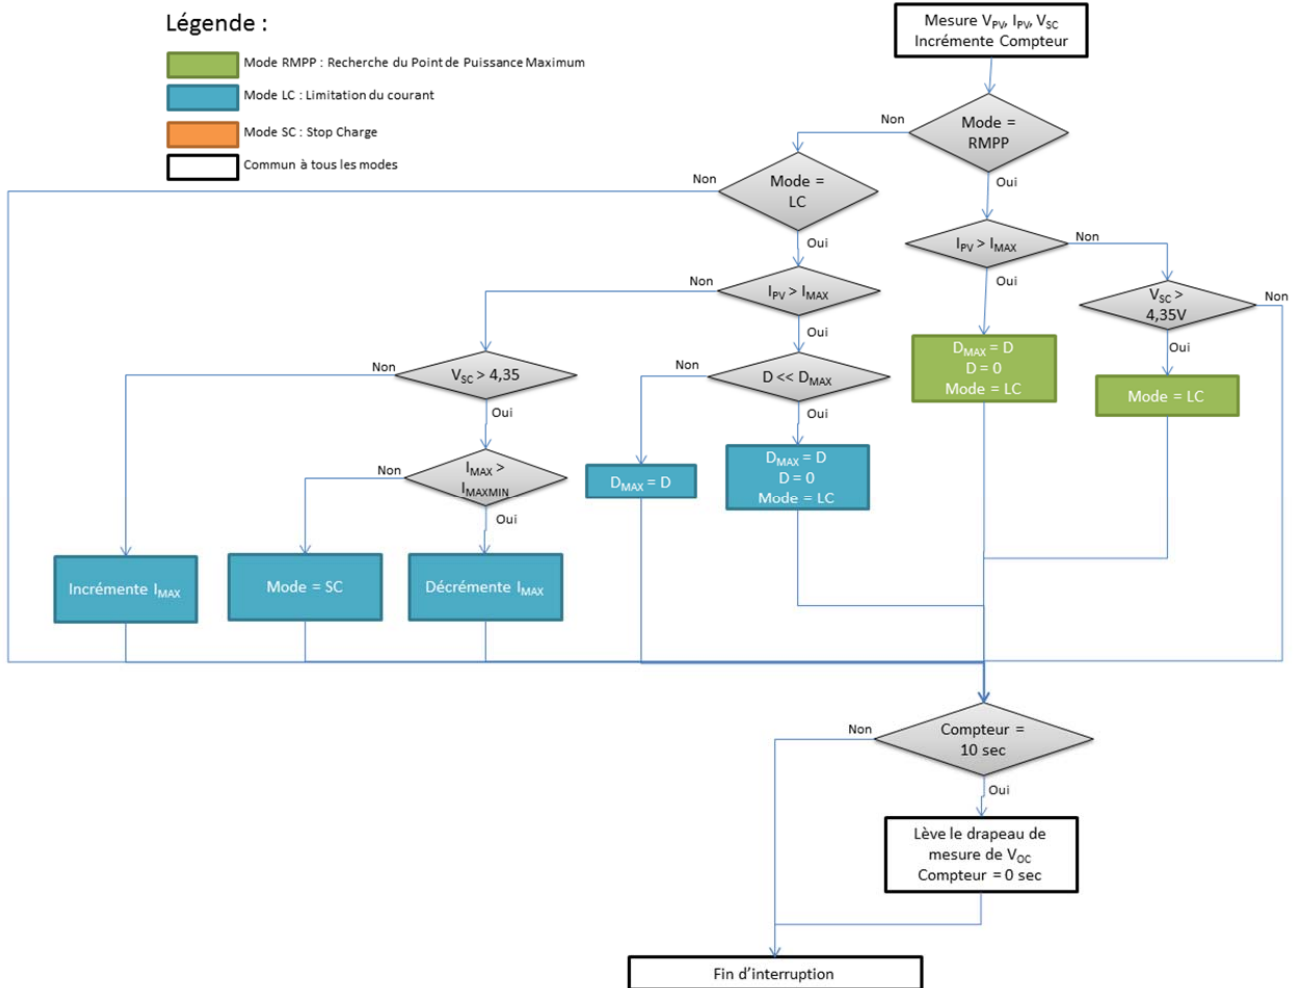 Légende :
Mode RMPP : Recherche du Point de Puissance Maximum
Mode LC : Limitation du courant
Mode SC : Stop Charge
Commun à tous les modes
Mesure VPV, IPV, VSC
Incrémente Compteur
Mode =
RMPP
Non
Oui
Mode =
LC
Non
Oui
IPV > IMAX
Non
Oui
VSC >
4,35V
Non
Oui
IPV > IMAX
Non
Oui
DMAX = D
D = 0
Mode = LC
Mode = LC
VSC > 4,35
Non
Oui
D << DMAX
Non
Oui
IMAX >
IMAXMIN
Non
Oui
DMAX = D
DMAX = D
D = 0
Mode = LC
Incrémente IMAX
Mode = SC
Décrémente IMAX
Compteur =
10 sec
Non
Oui
Lève le drapeau de
mesure de VOC
Compteur = 0 sec
Fin d'interruption